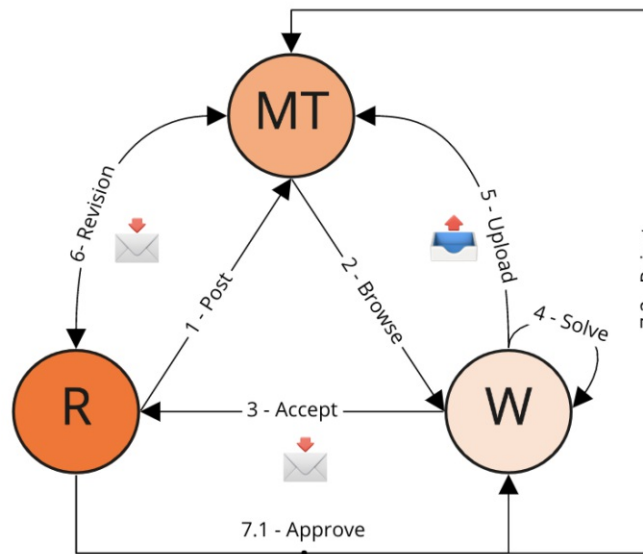 MT
6- Revision
5 - Upload
1 - Post
2 - Browse
4 - Solve
R
3 - Accept
W
7.1 - Approve